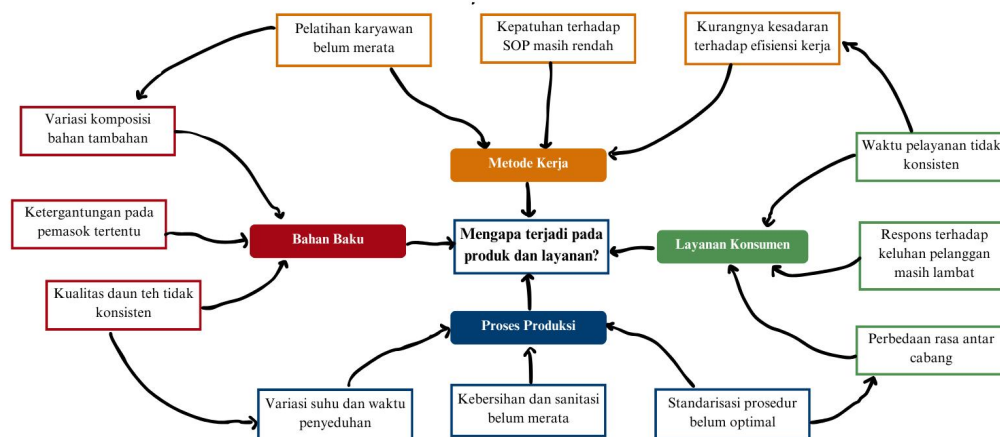 Pelatihan karyawan
belum merata
Kepatuhan terhadap
SOP masih rendah
Kurangnya kesadaran
terhadap efisiensi kerja
Variasi komposisi
bahan tambahan
Metode Kerja
Waktu pelayanan tidak
konsisten
Ketergantungan pada
pemasok tertentu
Bahan Baku
Mengapa terjadi pada
produk dan layanan?
Layanan Konsumen
Respons terhadap
keluhan pelanggan
masih lambat
Kualitas daun teh tidak
konsisten
Proses Produksi
Perbedaan rasa antar
cabang
Variasi suhu dan waktu
penyeduhan
Kebersihan dan sanitasi
belum merata
Standarisasi prosedur
belum optimal